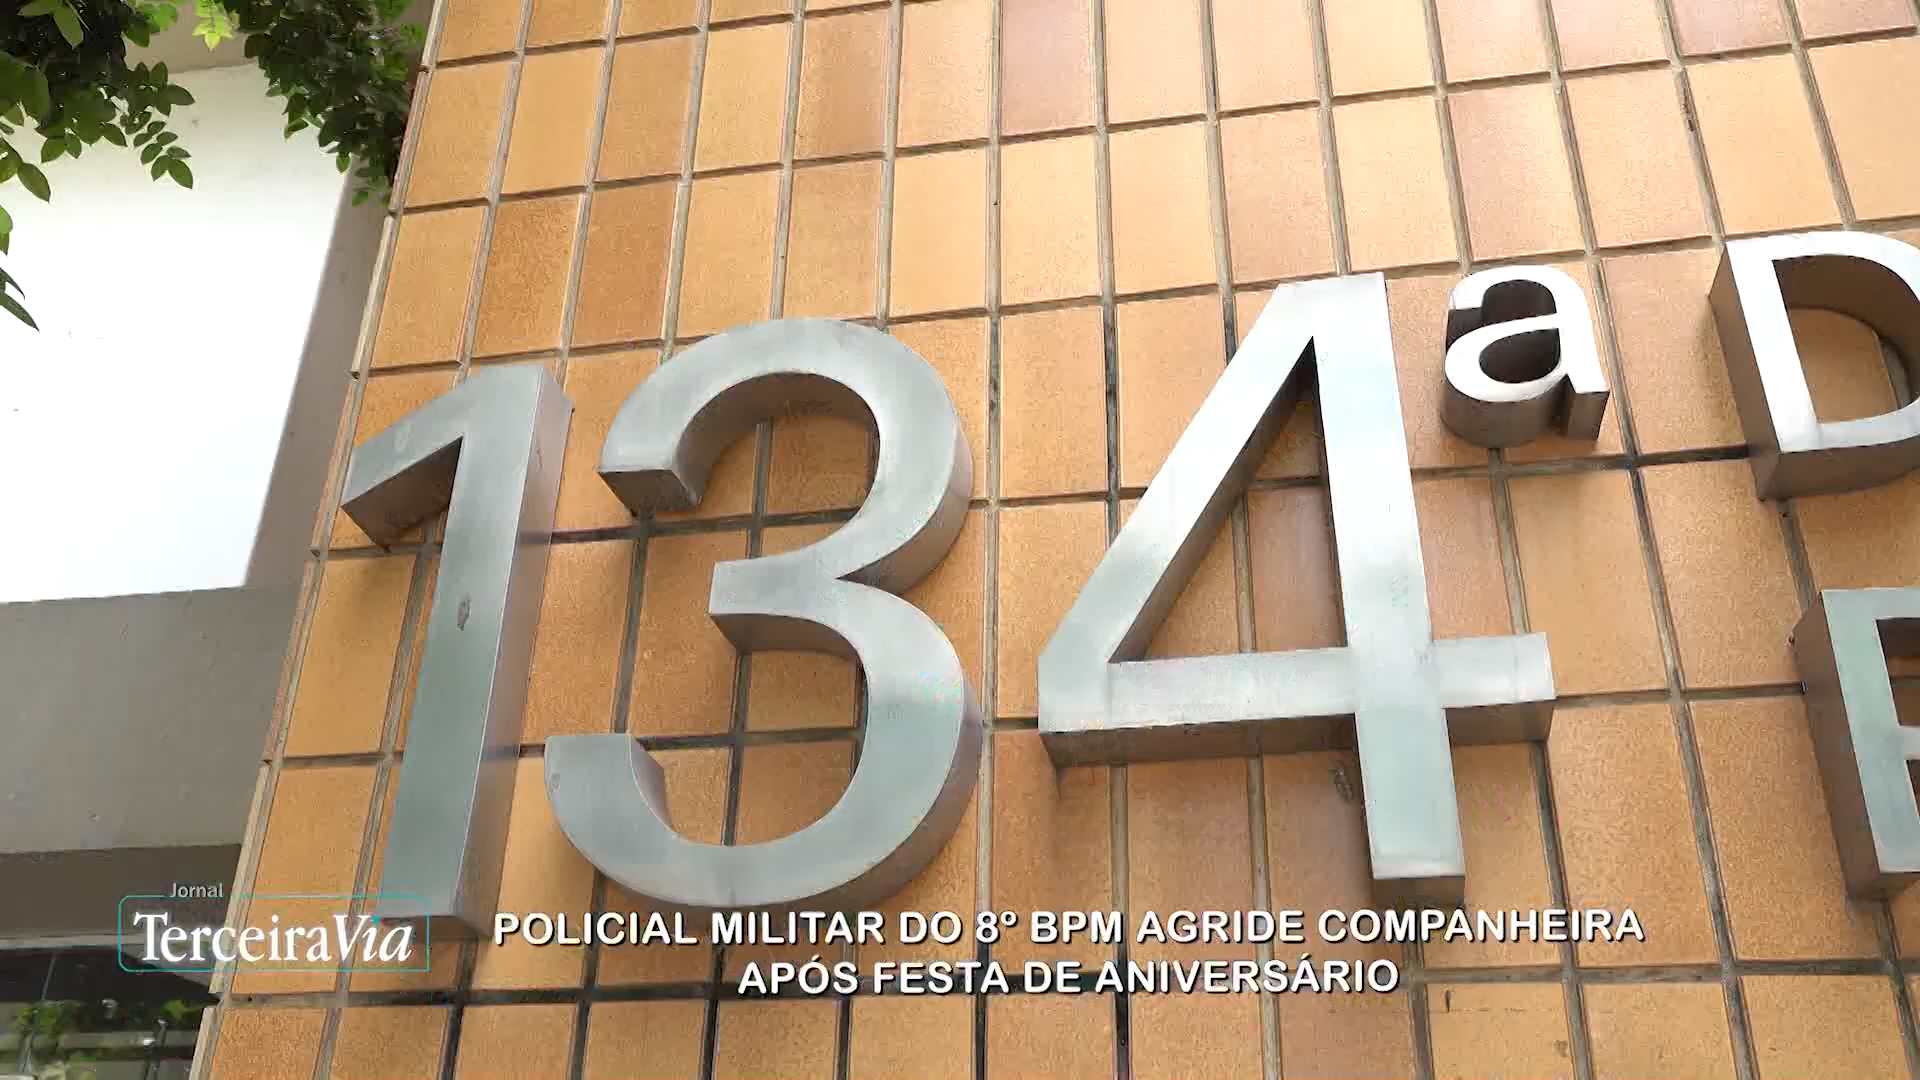 134ª D
Jornal
TerceiraVia
POLICIAL MILITAR DO 8º BPM AGRIDE COMPANHEIRA
APÓS FESTA DE ANIVERSÁRIO